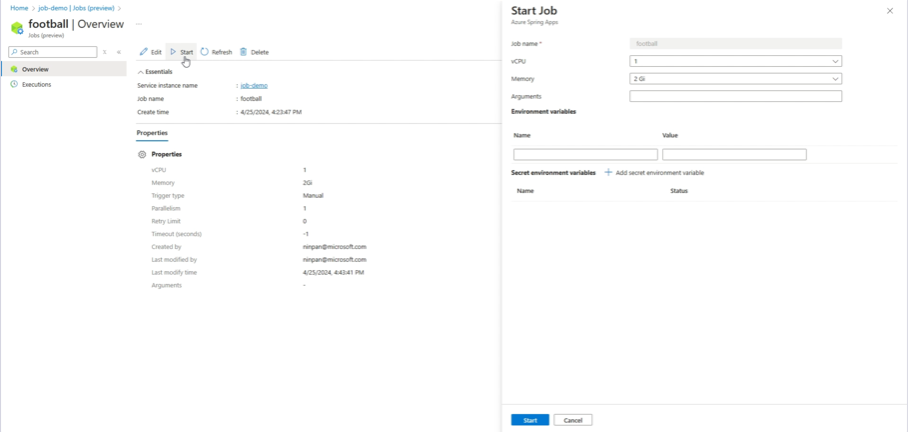 Home > job-demo | Jobs (preview) >
football | Overview ...
Jobs (preview)
Search
Overview
Executions
Edit Start Refresh Delete
Essentials
Service instance name : job-demo
Job name : football
Create time : 4/25/2024, 4:23:47 PM
Properties
Properties
vCPU 1
Memory 2Gi
Trigger type Manual
Parallelism 1
Retry Limit 0
Timeout (seconds) -1
Created by ninpan@microsoft.com
Last modified by ninpan@microsoft.com
Last modify time 4/25/2024, 4:43:41 PM
Arguments -
Start Job
Azure Spring Apps
Job name * football
vCPU 1
Memory 2 Gi
Arguments
Environment variables
Name Value
Secret environment variables + Add secret environment variable
Name Status
Start Cancel